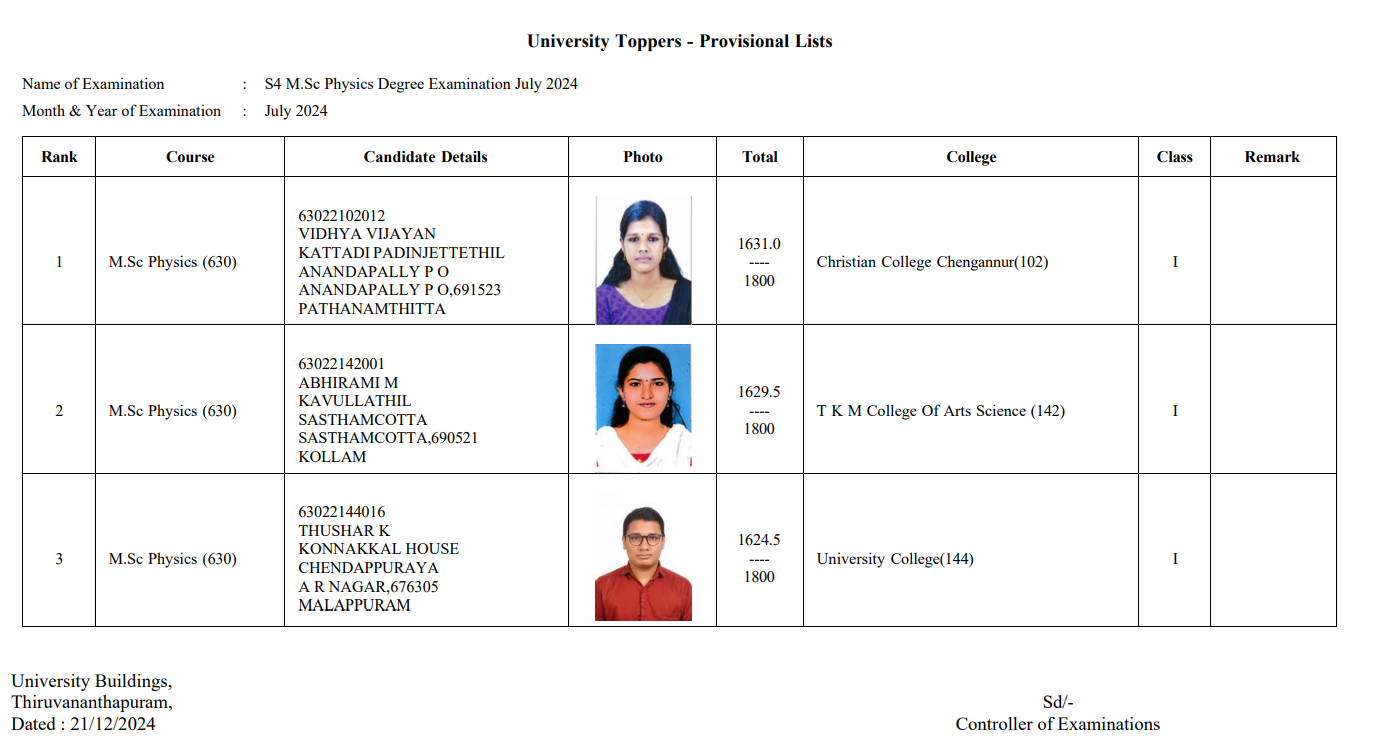 University Toppers - Provisional Lists
Name of Examination : S4 M.Sc Physics Degree Examination July 2024
Month & Year of Examination : July 2024
Rank Course Candidate Details Photo Total College Class Remark
1 M.Sc Physics (630)
63022102012
VIDHYA VIJAYAN
KATTADI PADINJETTETHIL
ANANDAPALLY P O
ANANDAPALLY P O,691523
PATHANAMTHITTA
1631.0
----
1800
Christian College Chengannur(102) I
2 M.Sc Physics (630)
63022142001
ABHIRAMI M
KAVULLATHIL
SASTHAMCOTTA
SASTHAMCOTTA,690521
KOLLAM
1629.5
----
1800
T K M College Of Arts Science (142) I
3 M.Sc Physics (630)
63022144016
THUSHAR K
KONNAKKAL HOUSE
CHENDAPPURAYA
A R NAGAR,676305
MALAPPURAM
1624.5
----
1800
University College(144) I
University Buildings,
Thiruvananthapuram,
Dated : 21/12/2024
Sd/-
Controller of Examinations